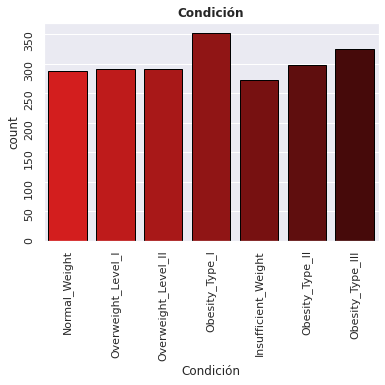 Condición
count
350
300
250
200
150
100
50
0
Normal_Weight
Overweight_Level_I
Overweight_Level_II
Obesity_Type_I
Insufficient_Weight
Obesity_Type_II
Obesity_Type_III
Condición